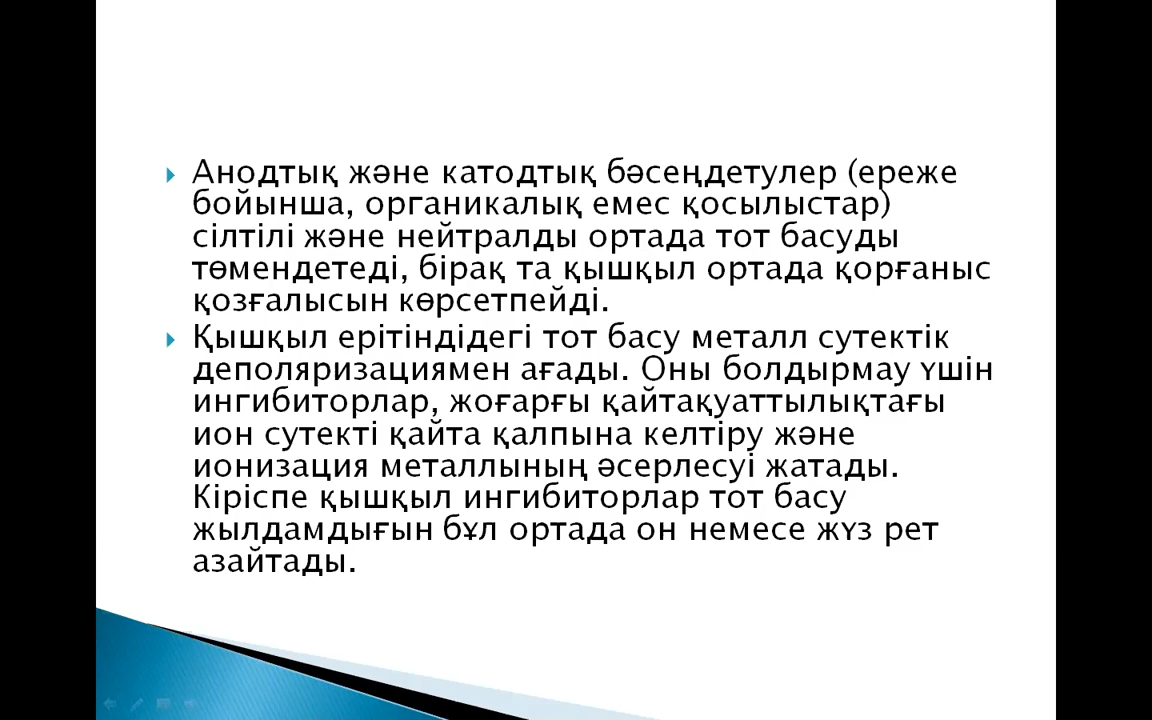 Анодтық және катодтық бәсеңдетулер (ереже
бойынша, органикалық емес қосылыстар)
сілтілі және нейтралды ортада тот басуды
төмендетеді, бірақ та қышқыл ортада қорғаныс
қозғалысын көрсетпейді.
Қышқыл ерітіндідегі тот басу металл сутектік
деполяризациямен ағады. Оны болдырмау үшін
ингибиторлар, жоғарғы қайтақуаттылықтағы
ион сутекті қайта қалпына келтіру және
ионизация металлының әсерлесуі жатады.
Кіріспе қышқыл ингибиторлар тот басу
жылдамдығын бұл ортада он немесе жүз рет
азайтады.